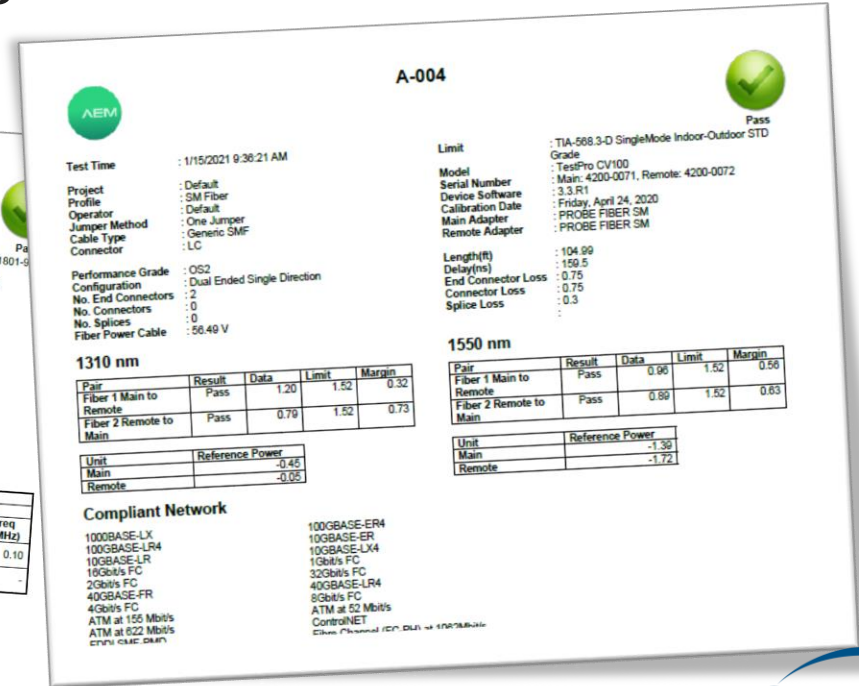 A-004
AEM
Pass
Test Time : 1/15/2021 9:36:21 AM
Project : Default
Profile : SM Fiber
Operator : Default
Jumper Method : One Jumper
Cable Type : Generic SMF
Connector : LC
Performance Grade : OS2
Configuration : Dual Ended Single Direction
No. End Connectors : 2
No. Connectors : 0
No. Splices : 0
Fiber Power Cable : 56.49 V
Limit : TIA-568.3-D SingleMode Indoor-Outdoor STD
Grade
Model : TestPro CV100
Serial Number : Main: 4200-0071, Remote: 4200-0072
Device Software : 3.3.R1
Calibration Date : Friday, April 24, 2020
Main Adapter : PROBE FIBER SM
Remote Adapter : PROBE FIBER SM
Length(ft) : 104.99
Delay(ns) : 159.5
End Connector Loss : 0.75
Connector Loss : 0.75
Splice Loss : 0.3
:
1310 nm
Pair Result Data Limit Margin
Fiber 1 Main to Pass 1.20 1.52 0.32
Remote
Fiber 2 Remote to Pass 0.79 1.52 0.73
Main
Unit Reference Power
Main -0.45
Remote -0.05
1550 nm
Pair Result Data Limit Margin
Fiber 1 Main to Pass 0.96 1.52 0.56
Remote
Fiber 2 Remote to Pass 0.89 1.52 0.63
Main
Unit Reference Power
Main -1.39
Remote -1.72
Compliant Network
1000BASE-LX
100GBASE-LR4
10GBASE-LR
16Gbit/s FC
2Gbit/s FC
40GBASE-FR
4Gbit/s FC
ATM at 155 Mbit/s
ATM at 622 Mbit/s
FDDI SMF-PMD
100GBASE-ER4
10GBASE-ER
10GBASE-LX4
1Gbit/s FC
32Gbit/s FC
40GBASE-LR4
8Gbit/s FC
ATM at 52 Mbit/s
ControlNET
Fibre Channel (FC-PH) at 1062Mbit/s
0.10
-